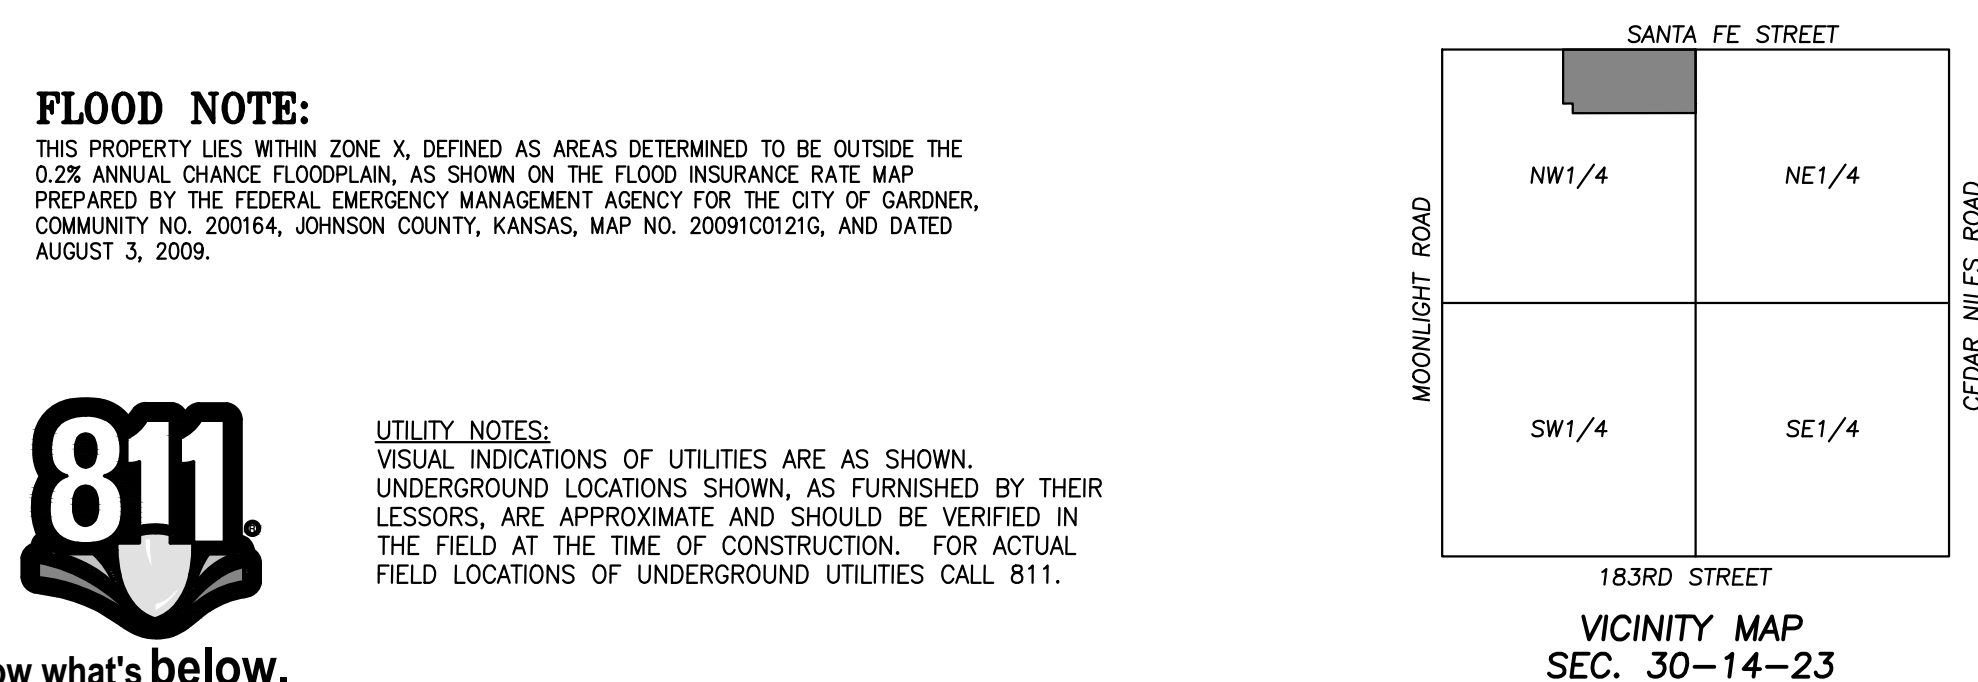 FLOOD NOTE:
THIS PROPERTY LIES WITHIN ZONE X, DEFINED AS AREAS DETERMINED TO BE OUTSIDE THE
0.2% ANNUAL CHANCE FLOODPLAIN, AS SHOWN ON THE FLOOD INSURANCE RATE MAP
PREPARED BY THE FEDERAL EMERGENCY MANAGEMENT AGENCY FOR THE CITY OF GARDNER,
COMMUNITY NO. 200164, JOHNSON COUNTY, KANSAS, MAP NO. 20091C0121G, AND DATED
AUGUST 3, 2009.
811®
what's below.
UTILITY NOTES:
VISUAL INDICATIONS OF UTILITIES ARE AS SHOWN.
UNDERGROUND LOCATIONS SHOWN, AS FURNISHED BY THEIR
LESSORS, ARE APPROXIMATE AND SHOULD BE VERIFIED IN
THE FIELD AT THE TIME OF CONSTRUCTION. FOR ACTUAL
FIELD LOCATIONS OF UNDERGROUND UTILITIES CALL 811.
SANTA FE STREET
NW1/4
NE1/4
MOONLIGHT ROAD
CEDAR NILES ROAD
SW1/4
SE1/4
183RD STREET
VICINITY MAP
SEC. 30-14-23